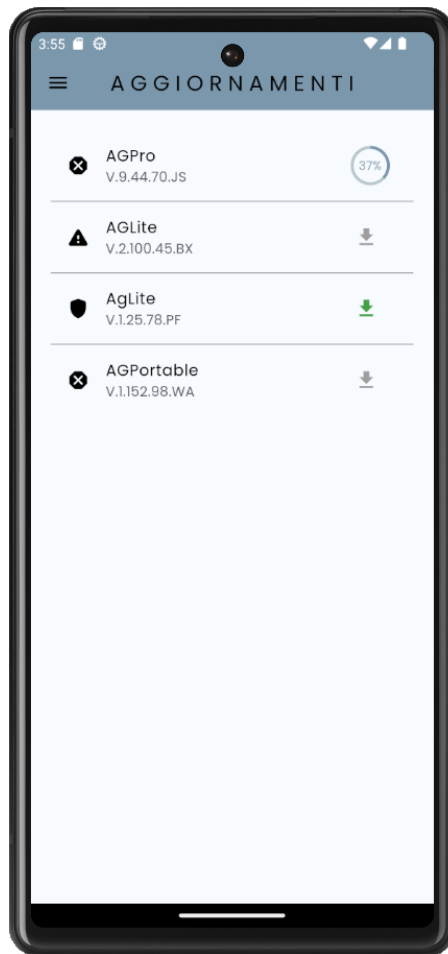 3:55
AGGIORNAMENTI
AGPro
37%
V.9.44.70.JS
AGLite
V.2.100.45.BX
AgLite
V.1.25.78.PF
AGPortable
V.1.152.98.WA